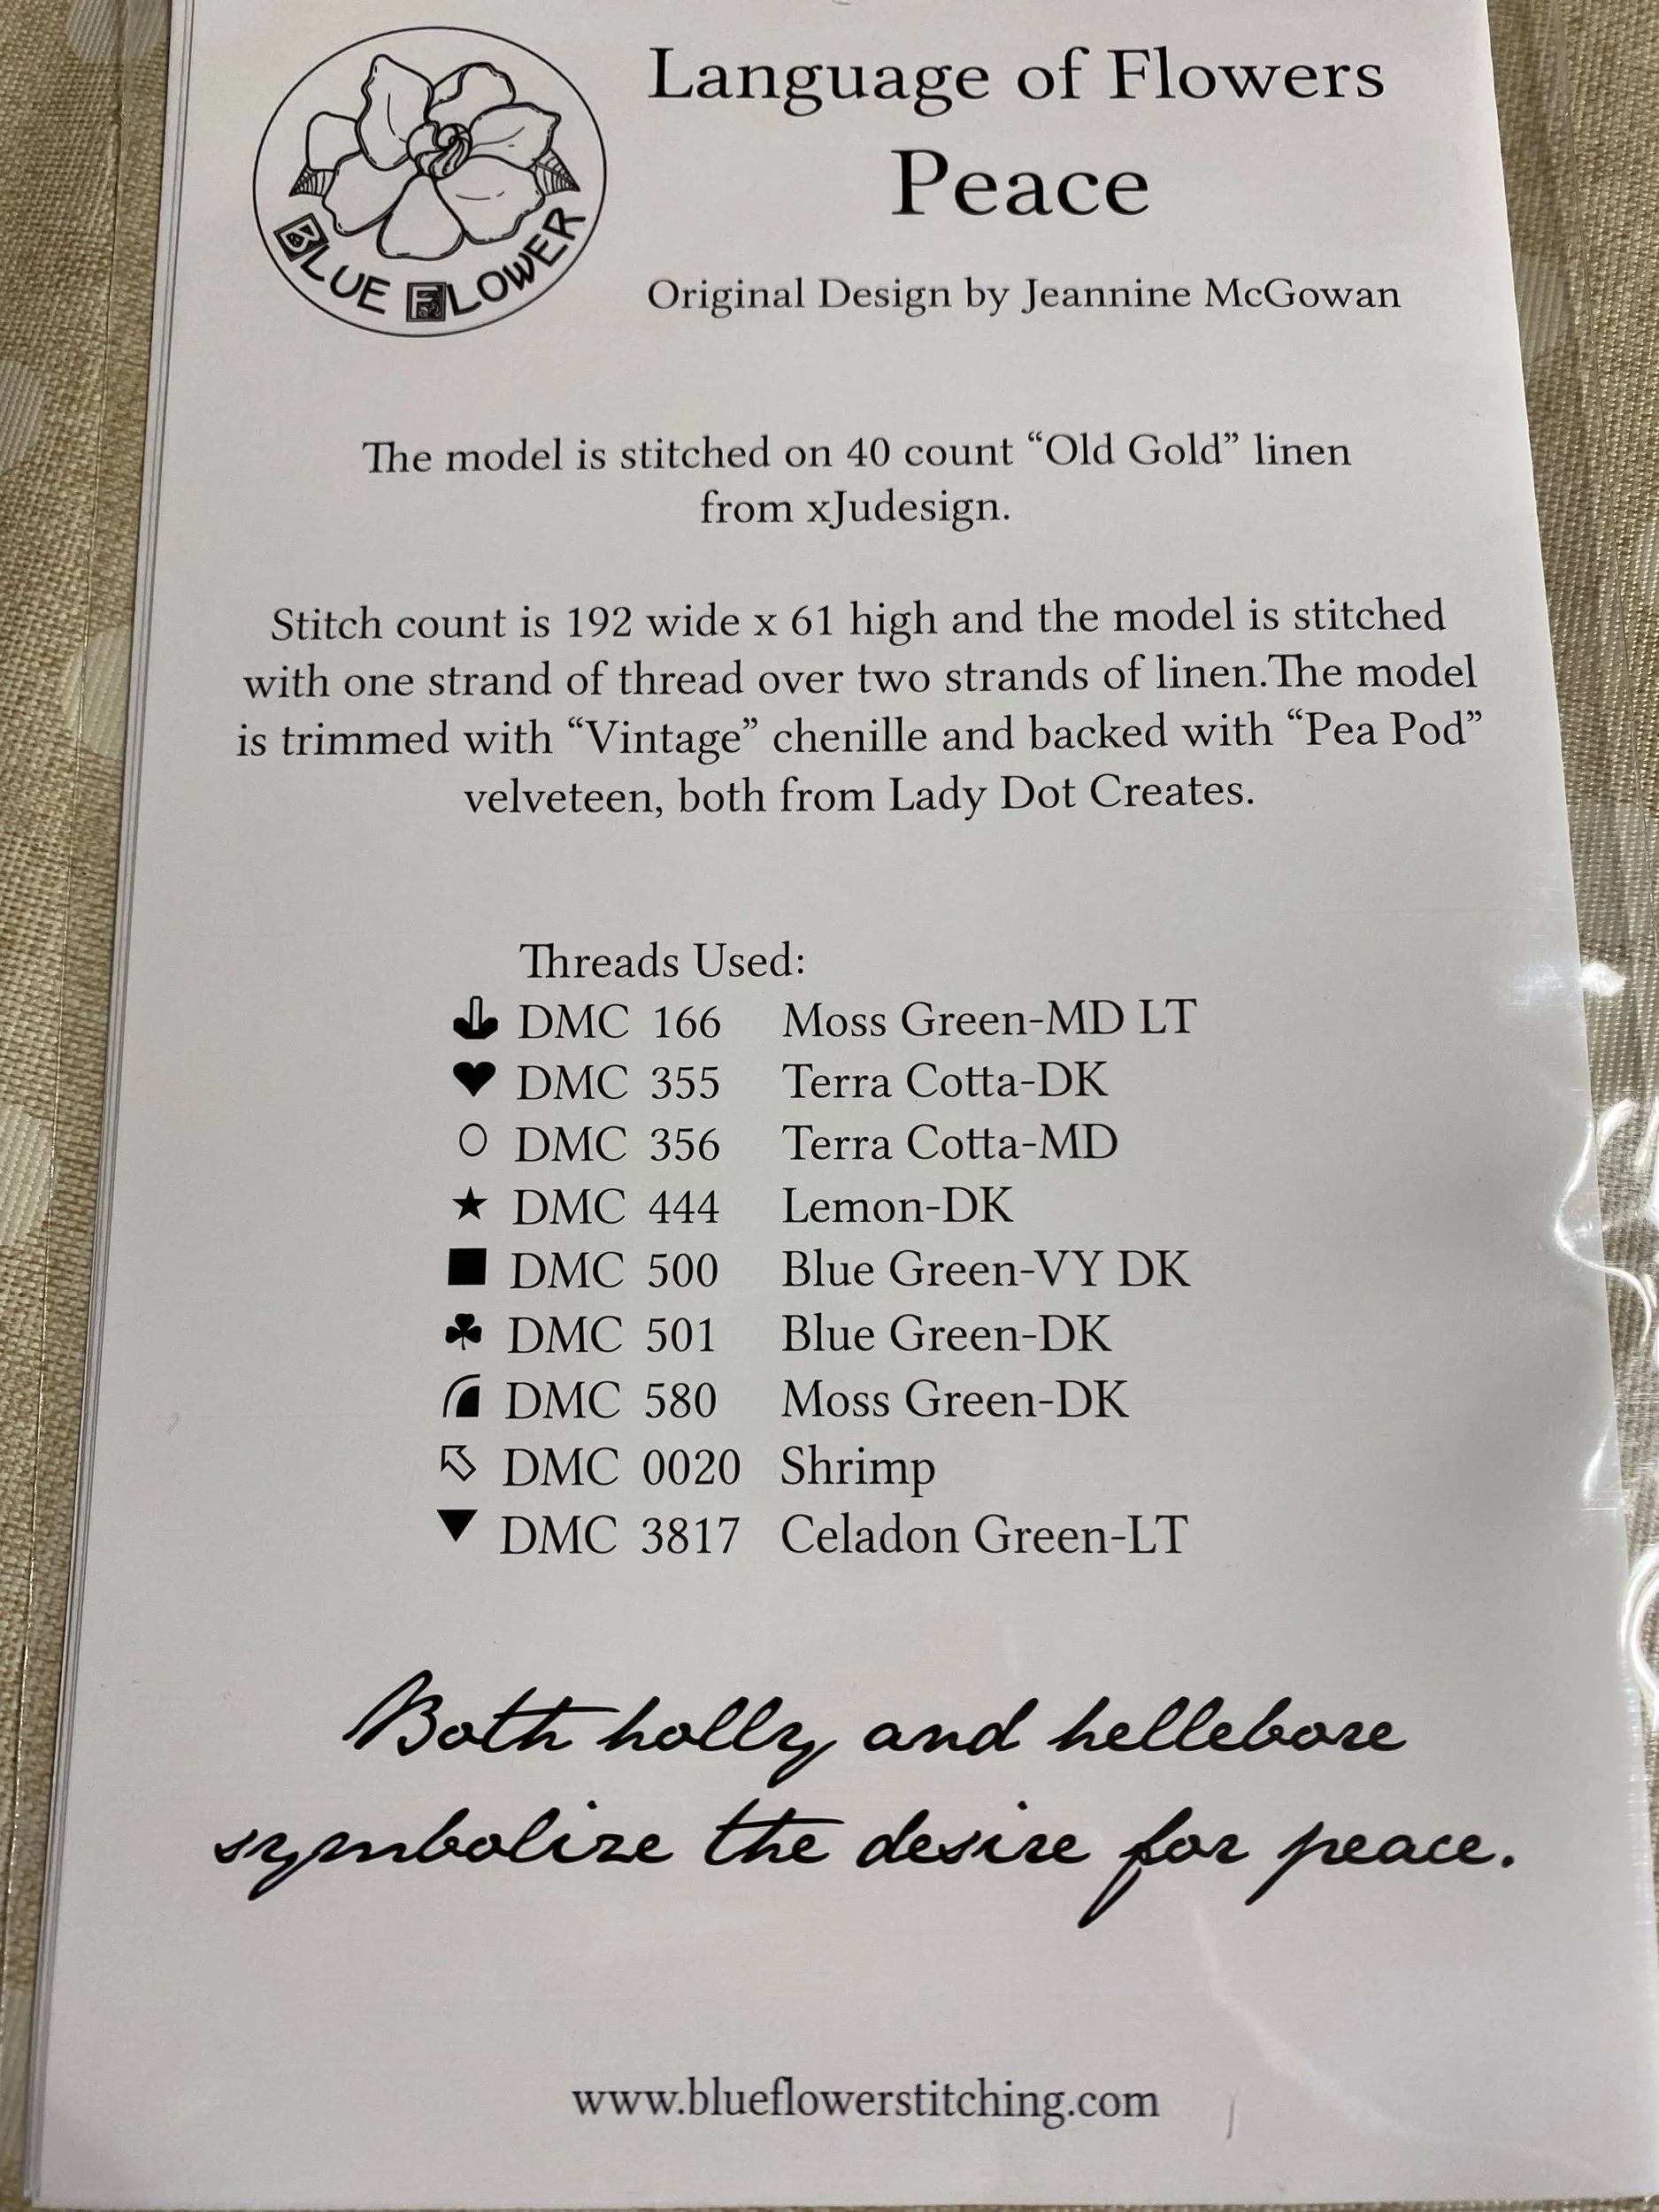 BLUE FLOWER
Language of Flowers
Peace
Original Design by Jeannine McGowan
The model is stitched on 40 count “Old Gold” linen
from xJudesign.
Stitch count is 192 wide x 61 high and the model is stitched
with one strand of thread over two strands of linen.The model
is trimmed with “Vintage” chenille and backed with “Pea Pod”
velveteen, both from Lady Dot Creates.
Threads Used:
DMC 166 Moss Green-MD LT
♥ DMC 355 Terra Cotta-DK
○ DMC 356 Terra Cotta-MD
★ DMC 444 Lemon-DK
■ DMC 500 Blue Green-VY DK
♣ DMC 501 Blue Green-DK
DMC 580 Moss Green-DK
DMC 0020 Shrimp
▼ DMC 3817 Celadon Green-LT
Both holly and hellebore
symbolize the desire for peace.
www.blueflowerstitching.com